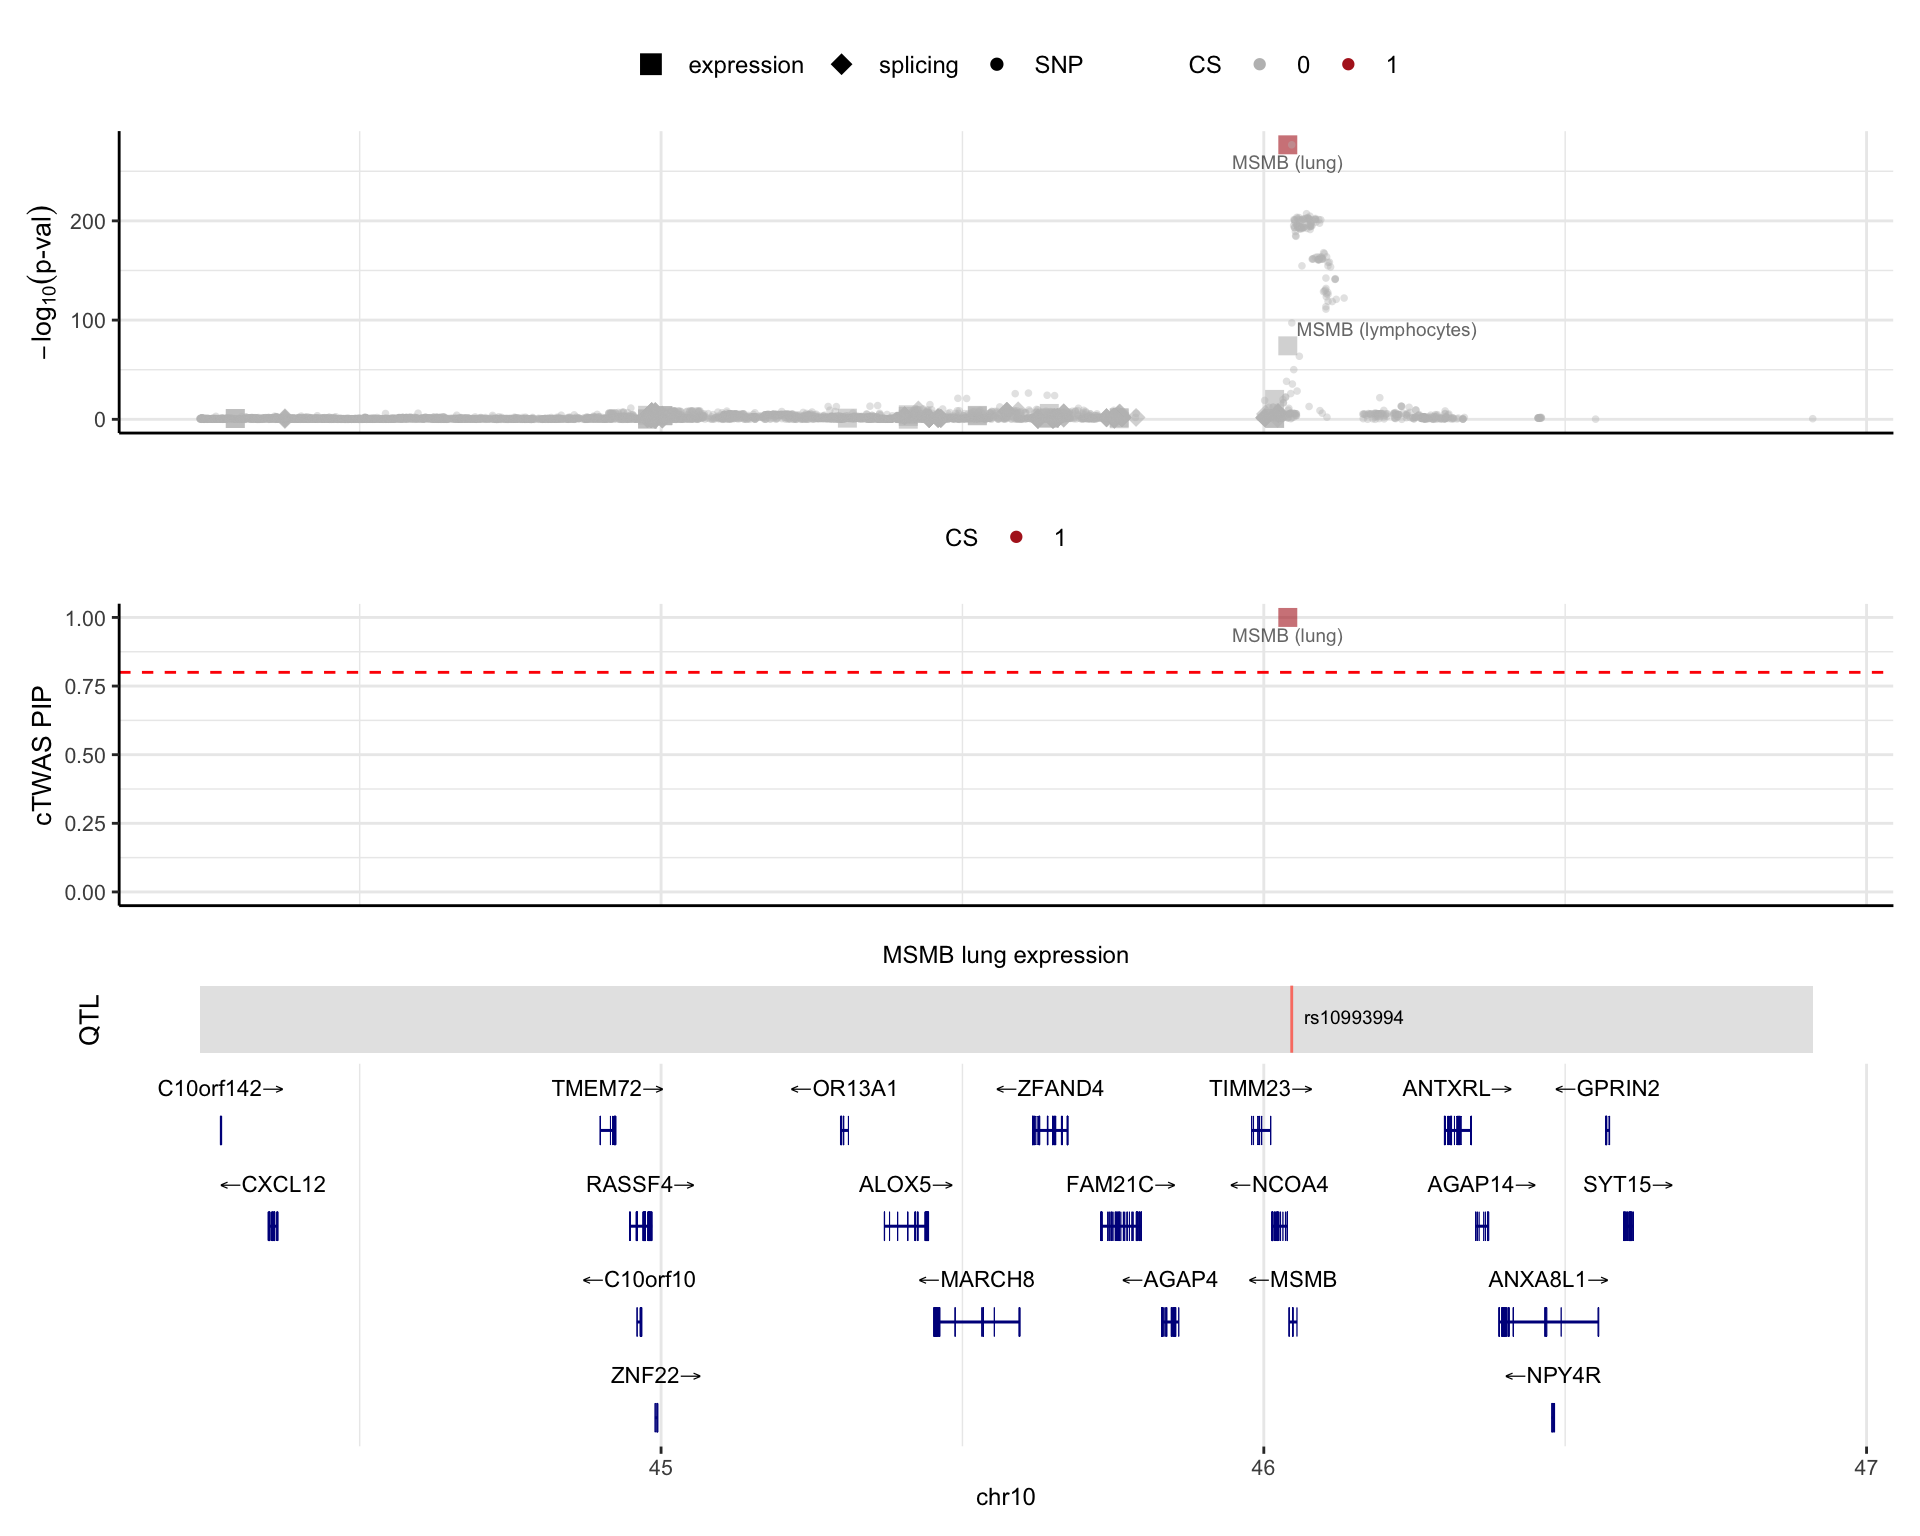 expression splicing SNP CS 0 1
−log10(p-val)
200
100
0
MSMB (lung)
MSMB (lymphocytes)
CS 1
cTWAS PIP
1.00
0.75
0.50
0.25
0.00
MSMB (lung)
MSMB lung expression
QTL
rs10993994
C10orf142→ TMEM72→ ←OR13A1 ←ZFAND4 TIMM23→ ANTXRL→ ←GPRIN2
←CXCL12 RASSF4→ ALOX5→ FAM21C→ ←NCOA4 AGAP14→ SYT15→
←C10orf10 ←MARCH8 ←AGAP4 ←MSMB ANXA8L1→
ZNF22→ ←NPY4R
45 46 47
chr10